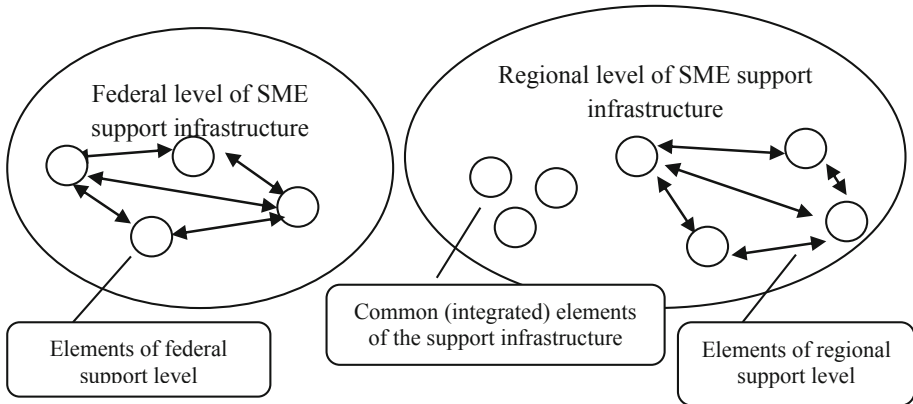 Federal level of SME
support infrastructure
Regional level of SME support
infrastructure
Common (integrated) elements
of the support infrastructure
Elements of federal
support level
Elements of regional
support level